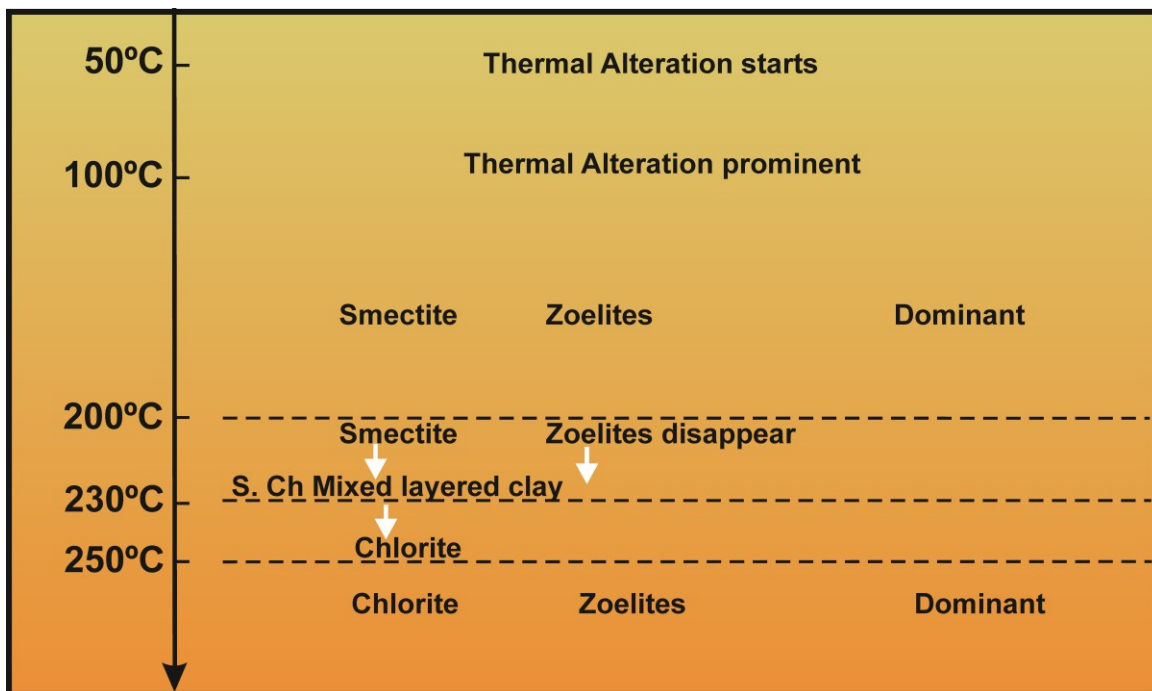 50ºC Thermal Alteration starts
100ºC Thermal Alteration prominent
Smectite Zoelites Dominant
200ºC
Smectite Zoelites disappear
S. Ch Mixed layered clay
230ºC
Chlorite
250ºC
Chlorite Zoelites Dominant